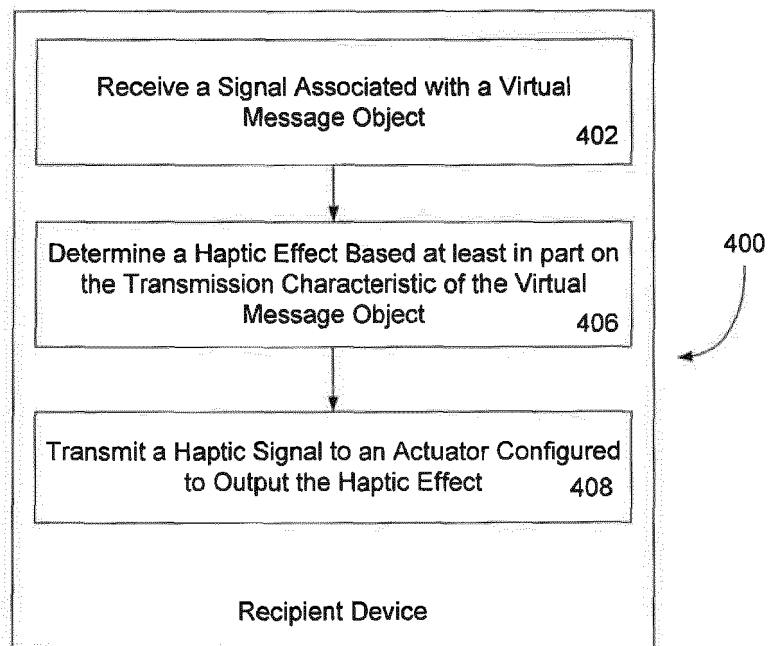 Receive a Signal Associated with a Virtual
Message Object
402
Determine a Haptic Effect Based at least in part on
the Transmission Characteristic of the Virtual
Message Object
406
400
Transmit a Haptic Signal to an Actuator Configured
to Output the Haptic Effect
408
Recipient Device